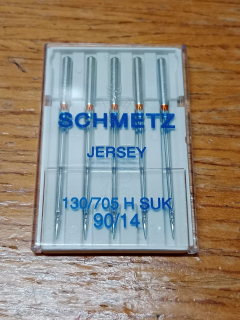 SCHMETZ
JERSEY
130/705 H SUK
90/14